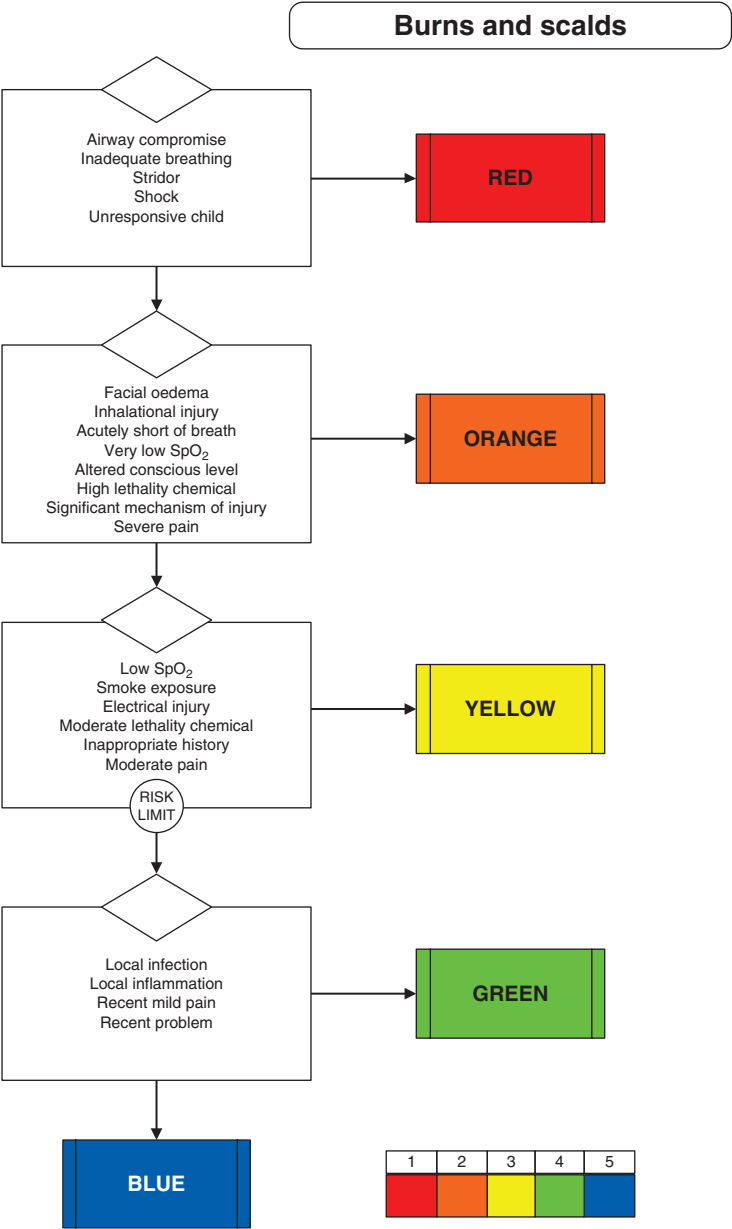 Burns and scalds
Airway compromise
Inadequate breathing
Stridor
Shock
Unresponsive child
RED
Facial oedema
Inhalational injury
Acutely short of breath
Very low SpO₂
Altered conscious level
High lethality chemical
Significant mechanism of injury
Severe pain
ORANGE
Low SpO₂
Smoke exposure
Electrical injury
Moderate lethality chemical
Inappropriate history
Moderate pain
YELLOW
RISK
LIMIT
Local infection
Local inflammation
Recent mild pain
Recent problem
GREEN
BLUE
1 2 3 4 5